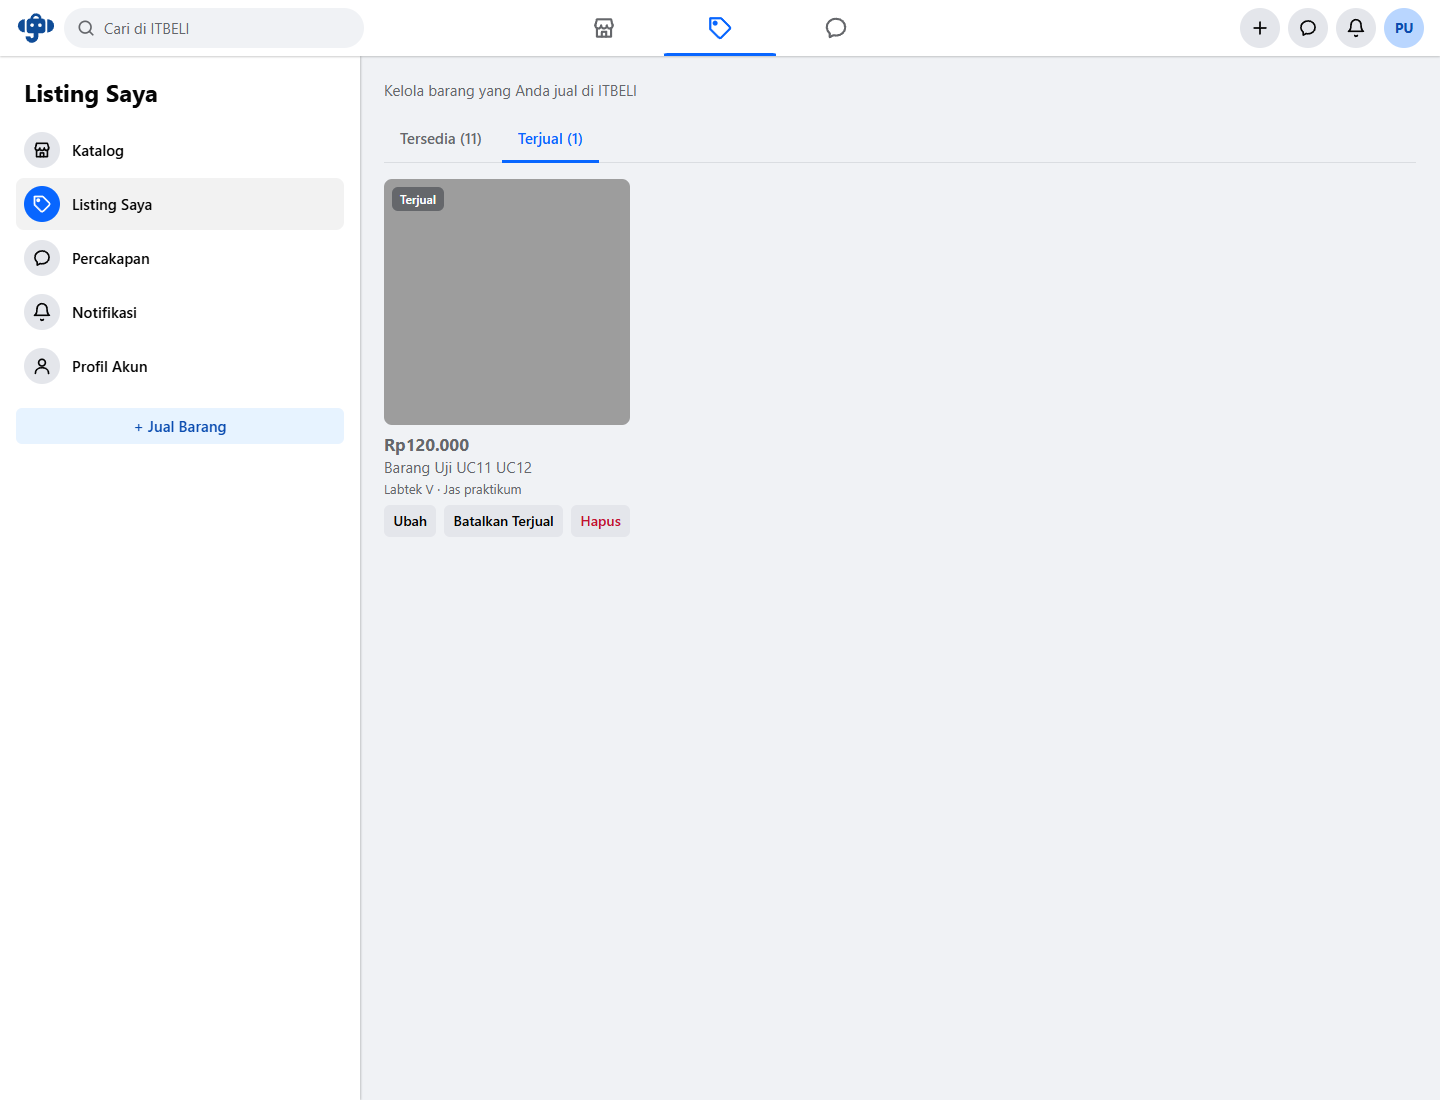 Cari di ITBELI
PU
Listing Saya
Katalog
Listing Saya
Percakapan
Notifikasi
Profil Akun
+ Jual Barang
Kelola barang yang Anda jual di ITBELI
Tersedia (11)
Terjual (1)
Terjual
Rp120.000
Barang Uji UC11 UC12
Labtek V · Jas praktikum
Ubah
Batalkan Terjual
Hapus